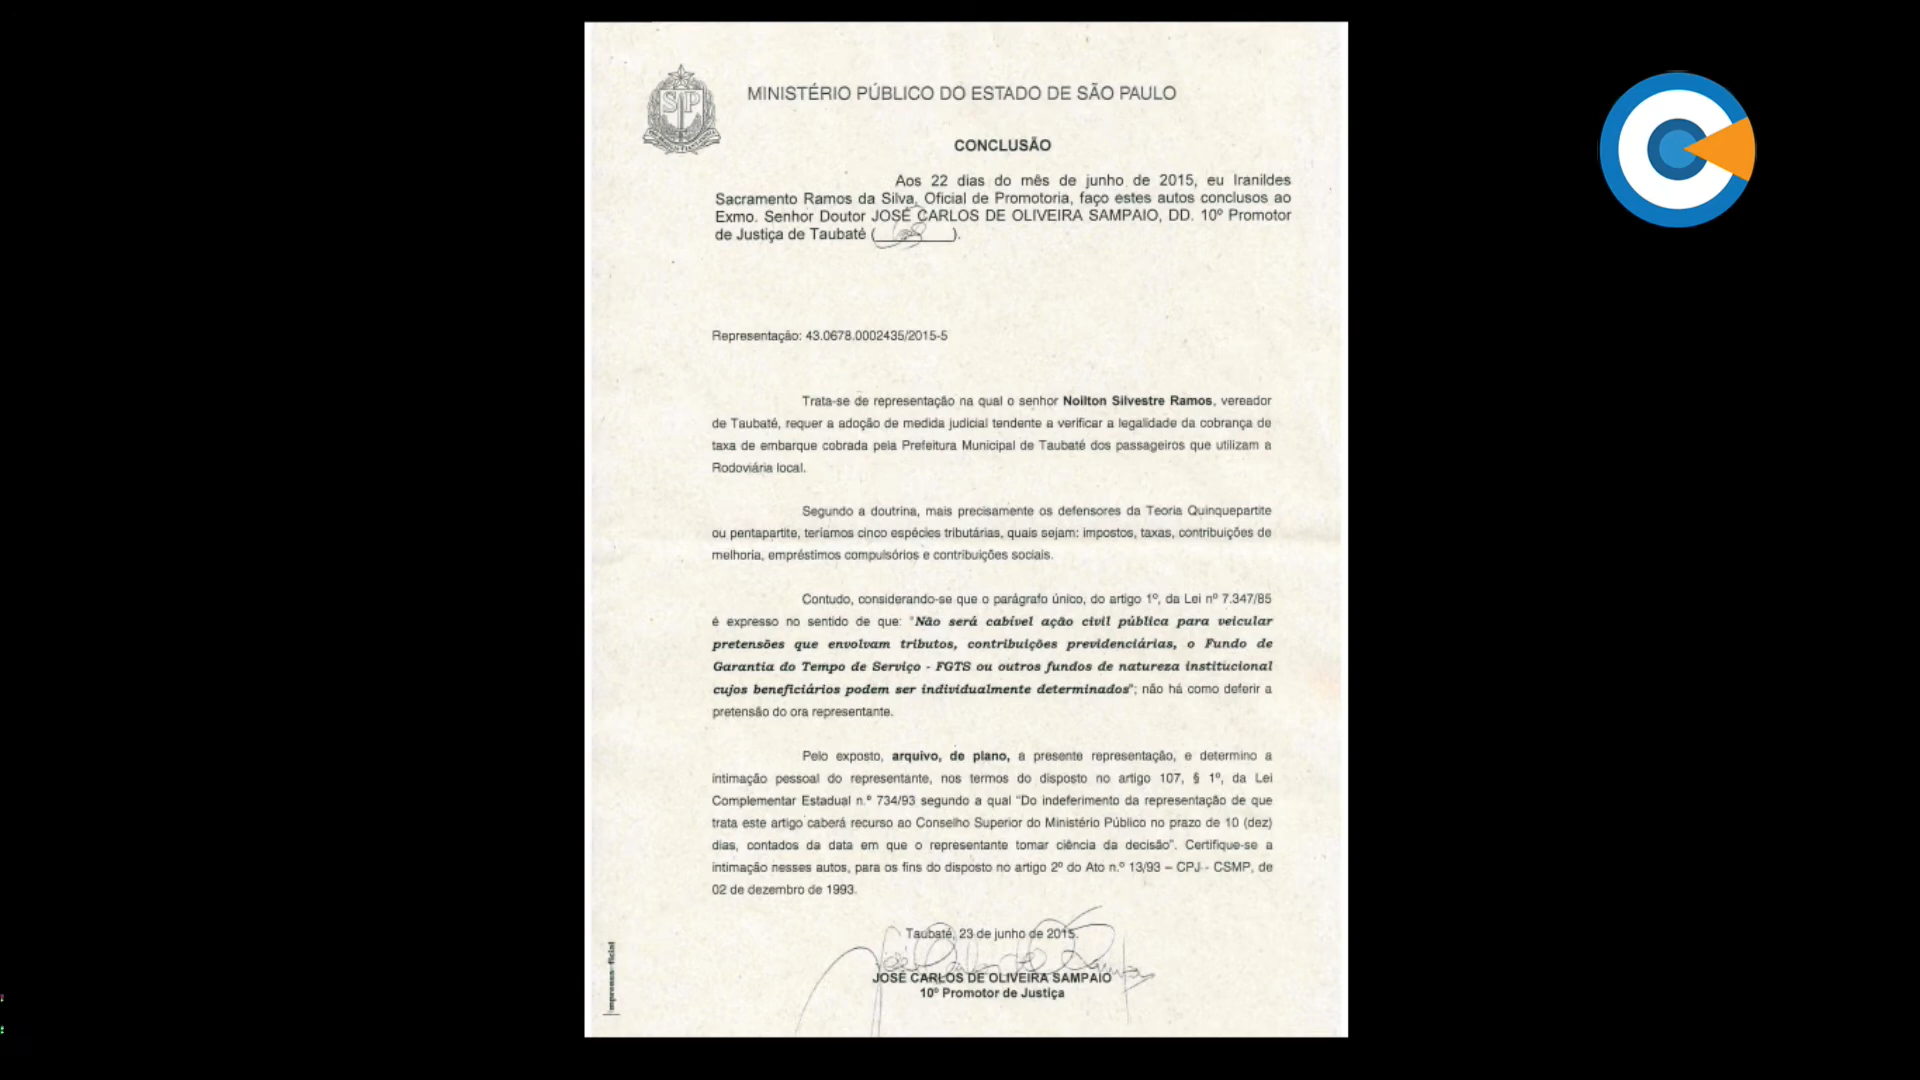 MINISTÉRIO PÚBLICO DO ESTADO DE SÃO PAULO
CONCLUSÃO
Aos 22 dias do mês de junho de 2015, eu Iranildes
Sacramento Ramos da Silva, Oficial de Promotoria, faço estes autos conclusos ao
Exmo. Senhor Doutor JOSÉ CARLOS DE OLIVEIRA SAMPAIO, DD. 10º Promotor
de Justiça de Taubaté (________).
Representação: 43.0678.0002435/2015-5
Trata-se de representação na qual o senhor Noilton Silvestre Ramos, vereador
de Taubaté, requer a adoção de medida judicial tendente a verificar a legalidade da cobrança de
taxa de embarque cobrada pela Prefeitura Municipal de Taubaté dos passageiros que utilizam a
Rodoviária local.
Segundo a doutrina, mais precisamente os defensores da Teoria Quinquepartite
ou pentapartite, teríamos cinco espécies tributárias, quais sejam: impostos, taxas, contribuições de
melhoria, empréstimos compulsórios e contribuições sociais.
Contudo, considerando-se que o parágrafo único, do artigo 1º, da Lei nº 7.347/85
é expresso no sentido de que: "Não será cabível ação civil pública para veicular
pretensões que envolvam tributos, contribuições previdenciárias, o Fundo de
Garantia do Tempo de Serviço - FGTS ou outros fundos de natureza institucional
cujos beneficiários podem ser individualmente determinados"; não há como deferir a
pretensão do ora representante.
Pelo exposto, arquivo, de plano, a presente representação, e determino a
intimação pessoal do representante, nos termos do disposto no artigo 107, § 1º, da Lei
Complementar Estadual n.º 734/93 segundo a qual "Do indeferimento da representação de que
trata este artigo caberá recurso ao Conselho Superior do Ministério Público no prazo de 10 (dez)
dias, contados da data em que o representante tomar ciência da decisão". Certifique-se a
intimação nesses autos, para os fins do disposto no artigo 2º do Ato n.º 13/93 – CPJ - CSMP, de
02 de dezembro de 1993.
Taubaté, 23 de junho de 2015.
JOSÉ CARLOS DE OLIVEIRA SAMPAIO
10º Promotor de Justiça